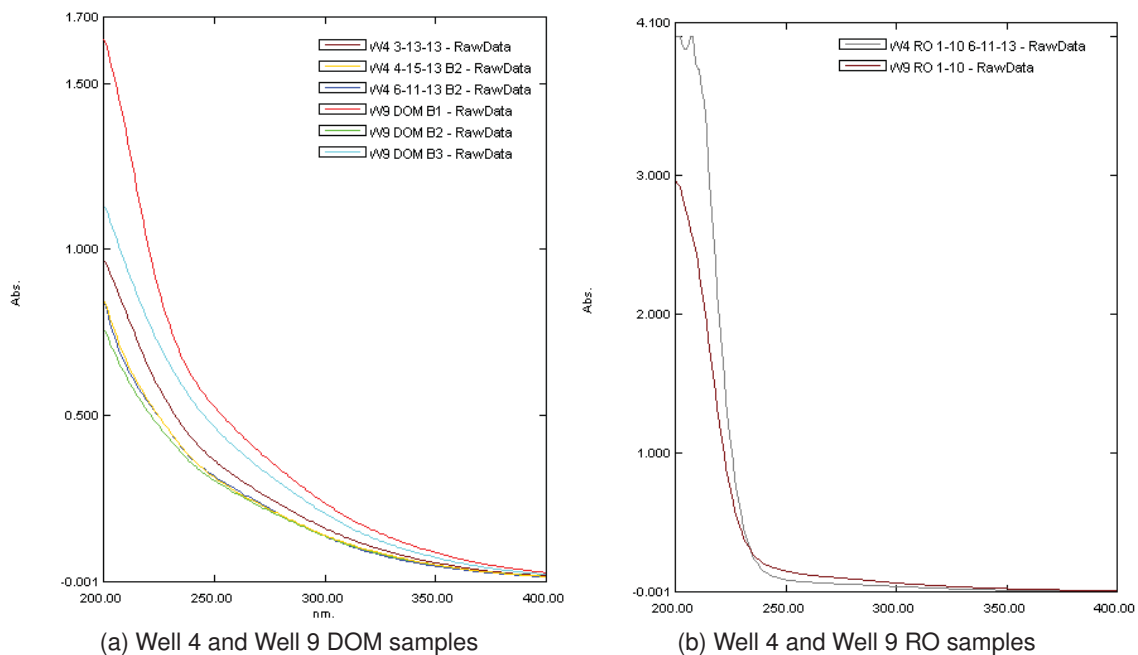 1.700
1.500
1.000
0.500
-0.001
Abs.
200.00 250.00 300.00 350.00 400.00
nm.
W4 3-13-13 - RawData
W4 4-15-13 B2 - RawData
W4 6-11-13 B2 - RawData
W9 DOM B1 - RawData
W9 DOM B2 - RawData
W9 DOM B3 - RawData
(a) Well 4 and Well 9 DOM samples
4.100
3.000
2.000
1.000
-0.001
Abs.
200.00 250.00 300.00 350.00 400.00
W4 RO 1-10 6-11-13 - RawData
W9 RO 1-10 - RawData
(b) Well 4 and Well 9 RO samples